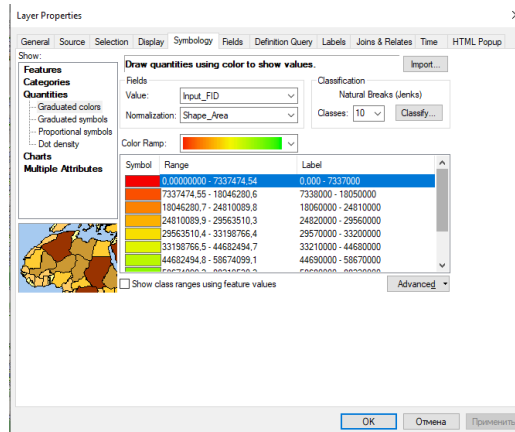 Layer Properties
General Source Selection Display Symbology Fields Definition Query Labels Joins & Relates Time HTML Popup
Show:
Features
Categories
Quantities
Graduated colors
Graduated symbols
Proportional symbols
Dot density
Charts
Multiple Attributes
Draw quantities using color to show values.
Import...
Fields
Value: Input_FID
Normalization: Shape_Area
Classification
Natural Breaks (Jenks)
Classes: 10 Classify...
Color Ramp:
Symbol Range Label
0,00000000 - 7337474,54 0,000 - 7337000
7337474,55 - 18046280,6 7338000 - 18050000
18046280,7 - 24810089,8 18060000 - 24810000
24810089,9 - 29563510,3 24820000 - 29560000
29563510,4 - 33198766,4 29570000 - 33200000
33198766,5 - 44682494,7 33210000 - 44680000
44682494,8 - 58674099,1 44690000 - 58670000
Show class ranges using feature values
Advanced
OK Отмена Применить